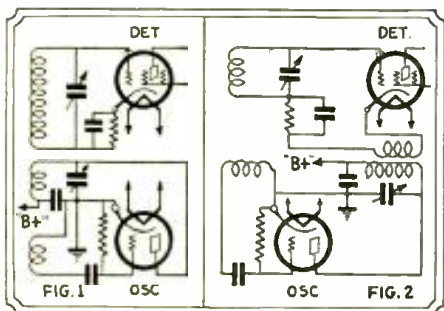 DET
DET.
"B+"
"B+"
FIG. 1
OSC
OSC
FIG. 2